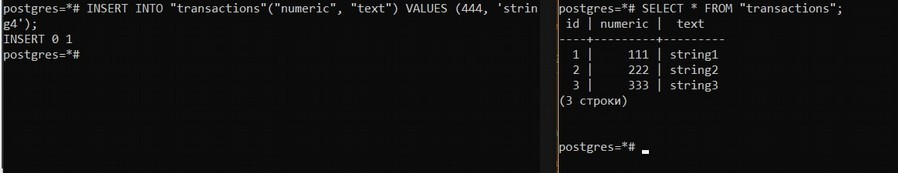 postgres=*# INSERT INTO "transactions"("numeric", "text") VALUES (444, 'strin
g4');
INSERT 0 1
postgres=*#
postgres=*# SELECT * FROM "transactions";
 id | numeric |  text
----+---------+---------
  1 |     111 | string1
  2 |     222 | string2
  3 |     333 | string3
(3 строки)
postgres=*#